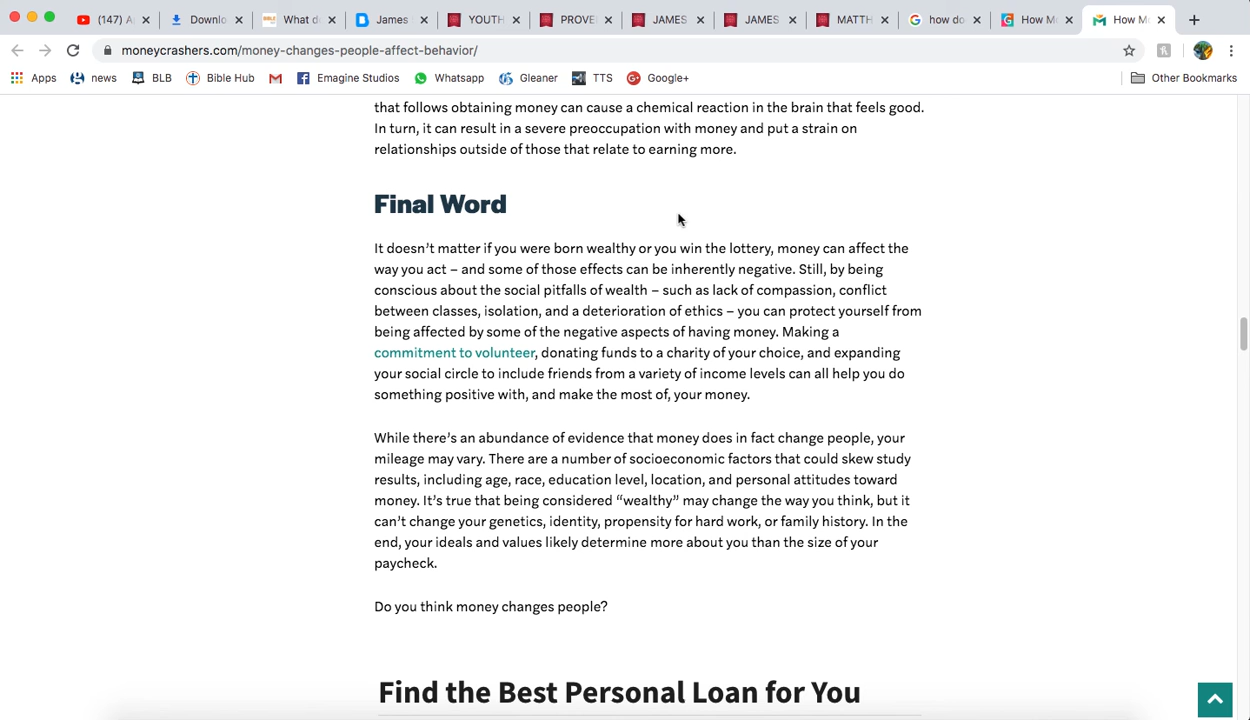 (147) A
Downlo
What d
James
YOUTH
PROVE
JAMES
JAMES
MATTH
how do
How M
How M
moneycrashers.com/money-changes-people-affect-behavior/
Apps
news
BLB
Bible Hub
Emagine Studios
Whatsapp
Gleaner
TTS
Google+
Other Bookmarks
that follows obtaining money can cause a chemical reaction in the brain that feels good.
In turn, it can result in a severe preoccupation with money and put a strain on
relationships outside of those that relate to earning more.
Final Word
It doesn’t matter if you were born wealthy or you win the lottery, money can affect the
way you act – and some of those effects can be inherently negative. Still, by being
conscious about the social pitfalls of wealth – such as lack of compassion, conflict
between classes, isolation, and a deterioration of ethics – you can protect yourself from
being affected by some of the negative aspects of having money. Making a
commitment to volunteer, donating funds to a charity of your choice, and expanding
your social circle to include friends from a variety of income levels can all help you do
something positive with, and make the most of, your money.
While there’s an abundance of evidence that money does in fact change people, your
mileage may vary. There are a number of socioeconomic factors that could skew study
results, including age, race, education level, location, and personal attitudes toward
money. It’s true that being considered “wealthy” may change the way you think, but it
can’t change your genetics, identity, propensity for hard work, or family history. In the
end, your ideals and values likely determine more about you than the size of your
paycheck.
Do you think money changes people?
Find the Best Personal Loan for You